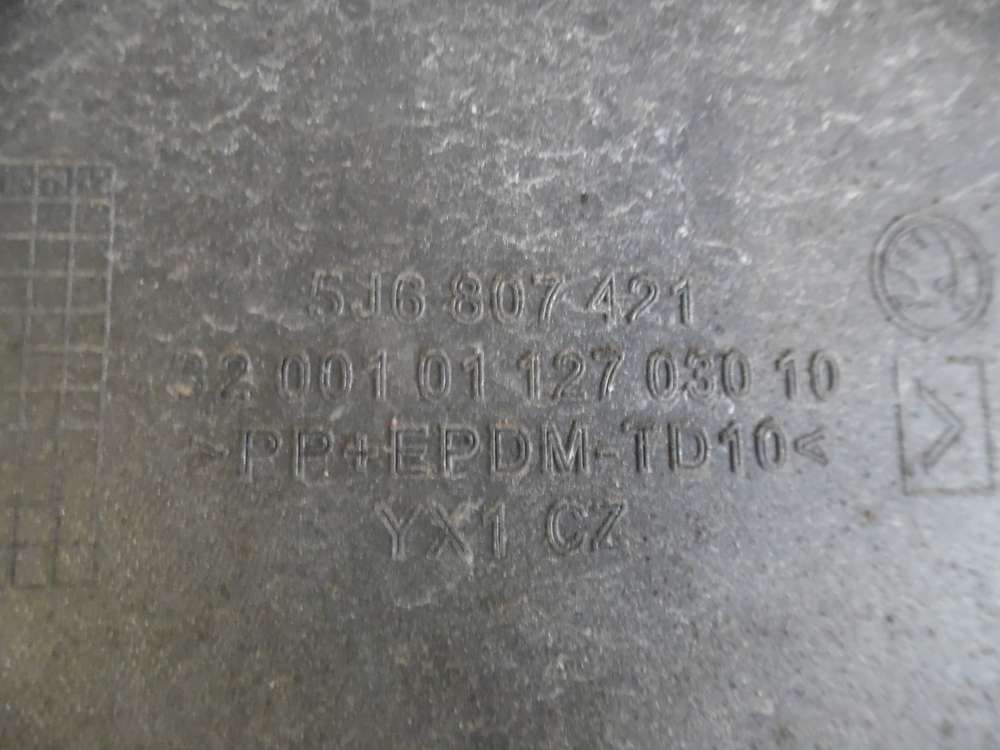 5J6 807 421
32 001 01 127 030 10
>PP+EPDM-TD10<
YX1 CZ